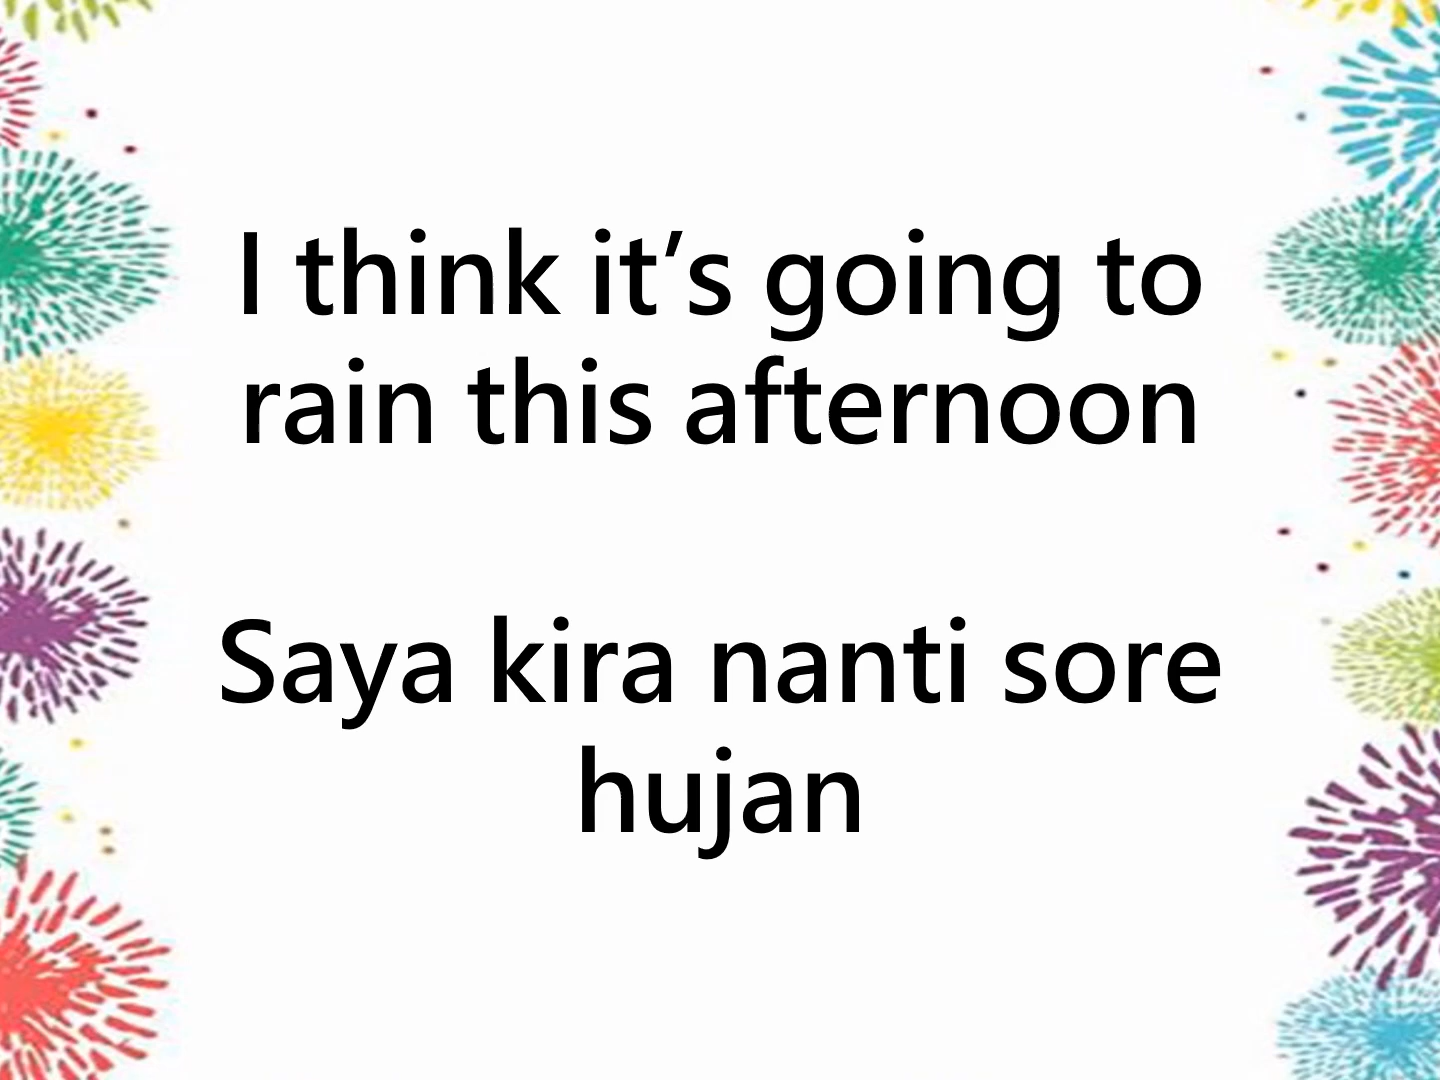 I think it’s going to
rain this afternoon
Saya kira nanti sore
hujan